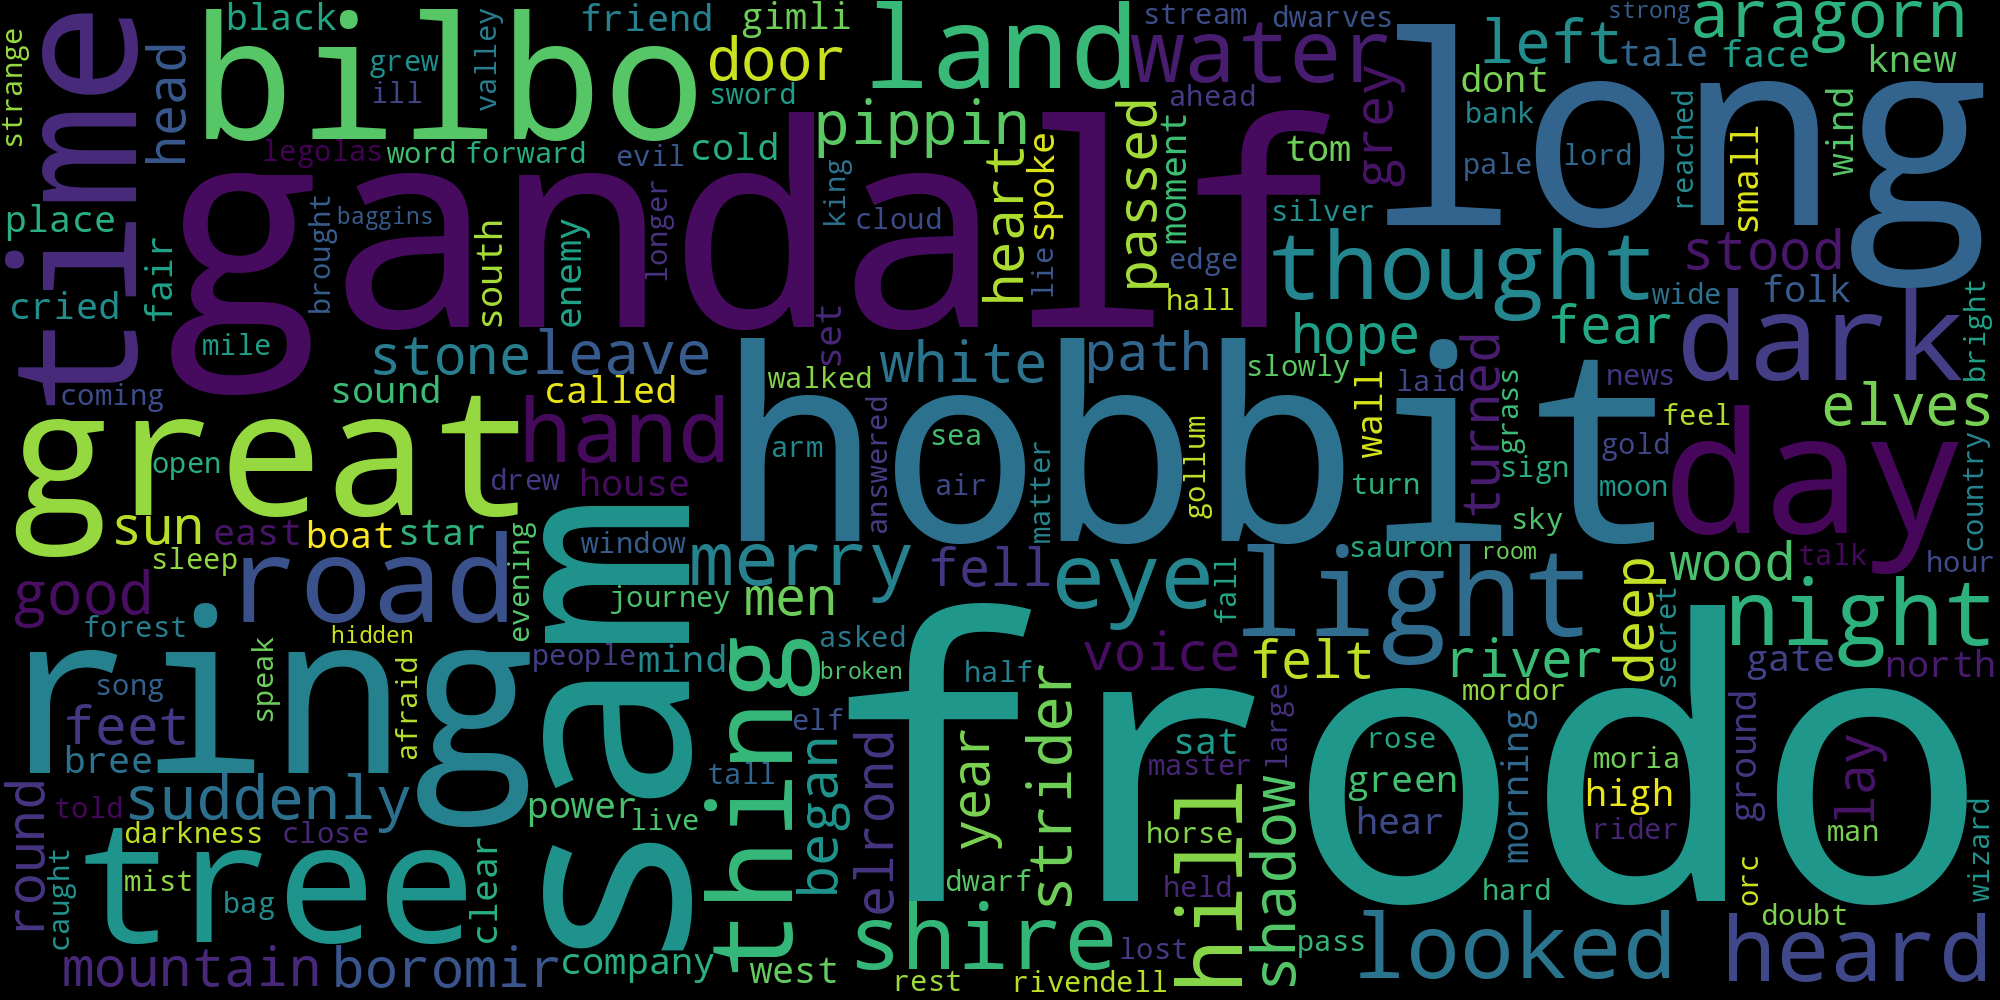 black
friend
gimli
stream
dwarves
strong
aragorn
strange
time
head
bilbo
grew
ill
valley
door
sword
land
water
grey
long
left
tale
face
knew
dont
bank
ahead
legolas
word
forward
evil
cold
pippin
passed
moment
tom
pale
lord
reached
small
wind
gandalf
place
fair
brought
baggins
south
enemy
longer
king
cloud
heart
spoke
lie
edge
silver
hall
thought
stood
wide
folk
bright
cried
mile
stone
leave
set
white
path
hope
fear
dark
coming
sound
called
walked
slowly
turned
laid
news
feel
elves
great
hand
hobbit
wall
grass
day
open
drew
house
arm
answered
sea
air
matter
gollum
turn
sign
gold
moon
country
sun
east
boat
star
evening
window
sky
sleep
road
sam
merry
fell
eye
fall
light
sauron
room
deep
wood
talk
hour
good
forest
journey
men
night
hidden
people
mind
thing
asked
broken
half
voice
felt
river
secret
gate
north
ring
song
speak
afraid
feet
bree
elf
frodo
strider
mordor
large
sat
rose
morning
moria
ground
lay
round
told
suddenly
power
live
tall
began
elrond
year
master
green
high
hear
rider
man
wizard
darkness
close
clear
horse
hill
shadow
tree
caught
mist
bag
dwarf
held
hard
orc
doubt
mountain
boromir
company
west
shire
rest
rivendell
lost
pass
looked
heard